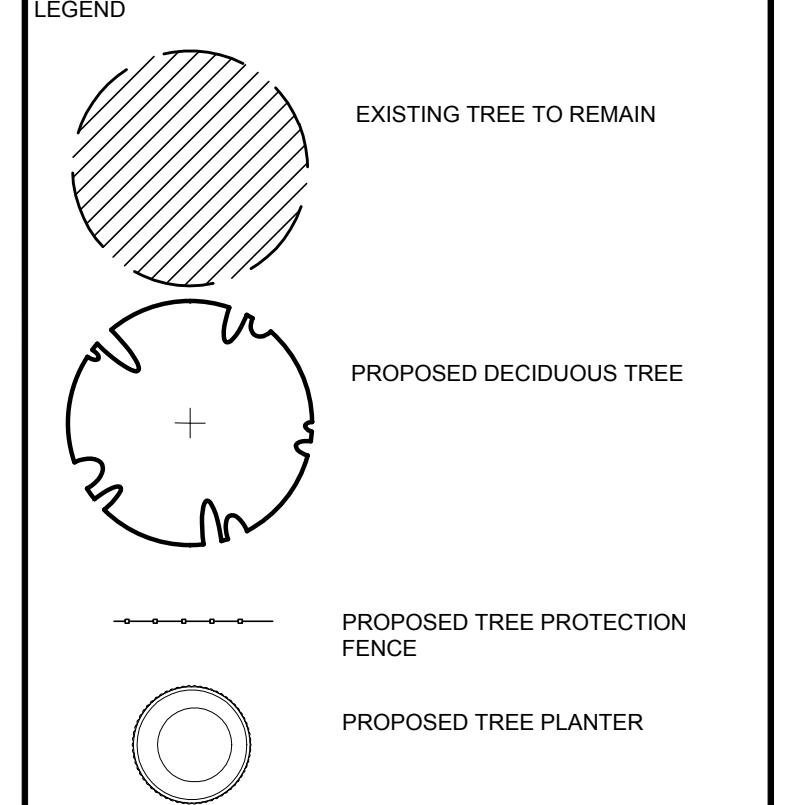 LEGEND
EXISTING TREE TO REMAIN
PROPOSED DECIDUOUS TREE
PROPOSED TREE PROTECTION
FENCE
PROPOSED TREE PLANTER